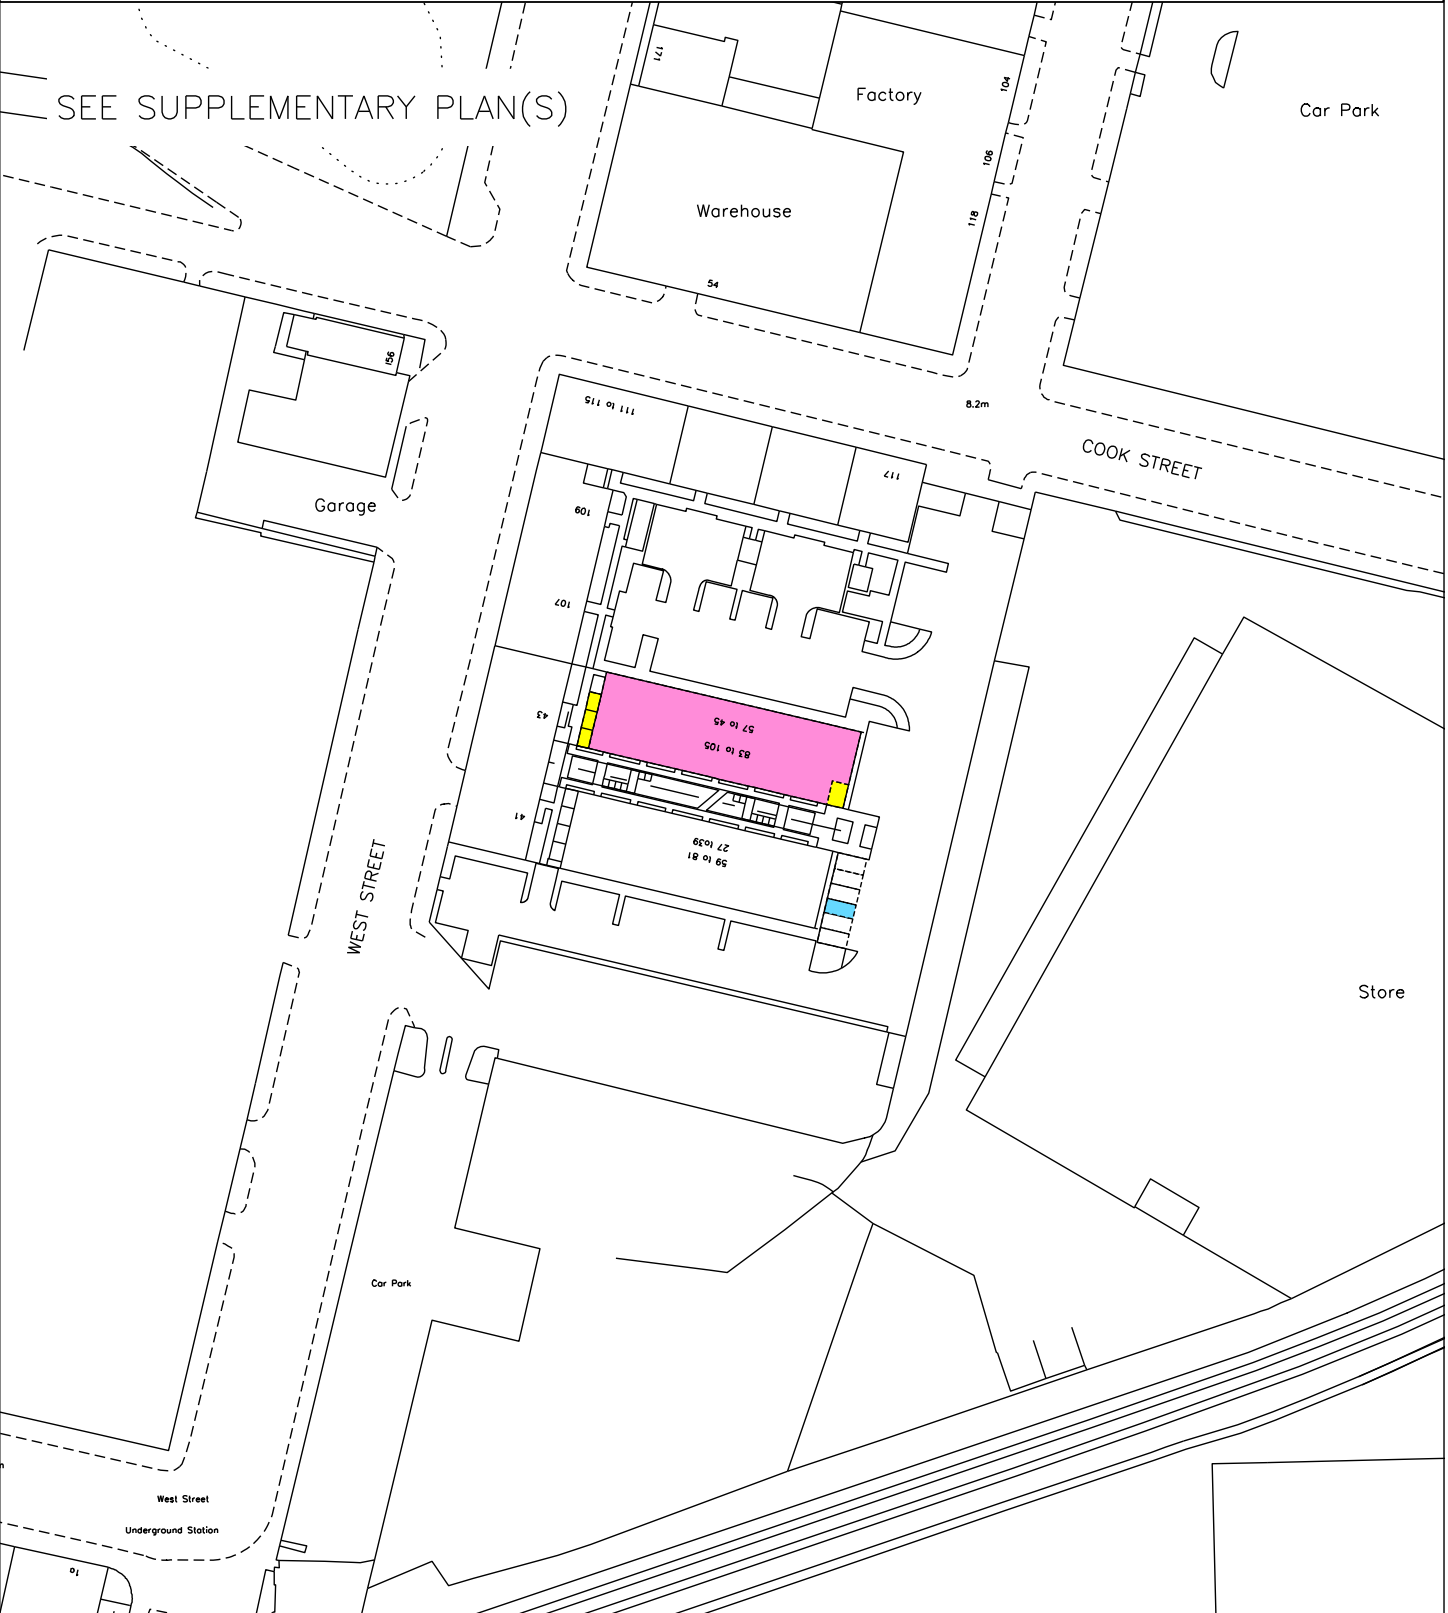 171
Factory
104
Car Park
SEE SUPPLEMENTARY PLAN(S)
106
Warehouse
118
54
156
8.2m
111 to 115
COOK STREET
117
Garage
109
107
43
57 to 45
83 to 105
41
27 to39
59 to 81
WEST STREET
Store
Car Park
West Street
Underground Station
10